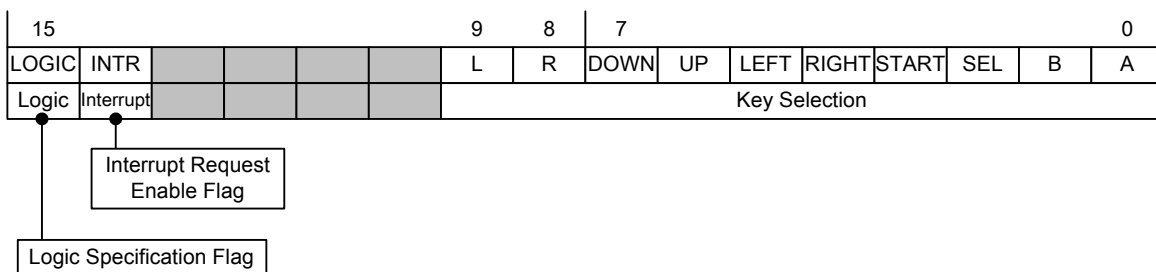 15 9 8 7 0
LOGIC INTR L R DOWN UP LEFT RIGHT START SEL B A
Logic Interrupt Key Selection
Interrupt Request
Enable Flag
Logic Specification Flag